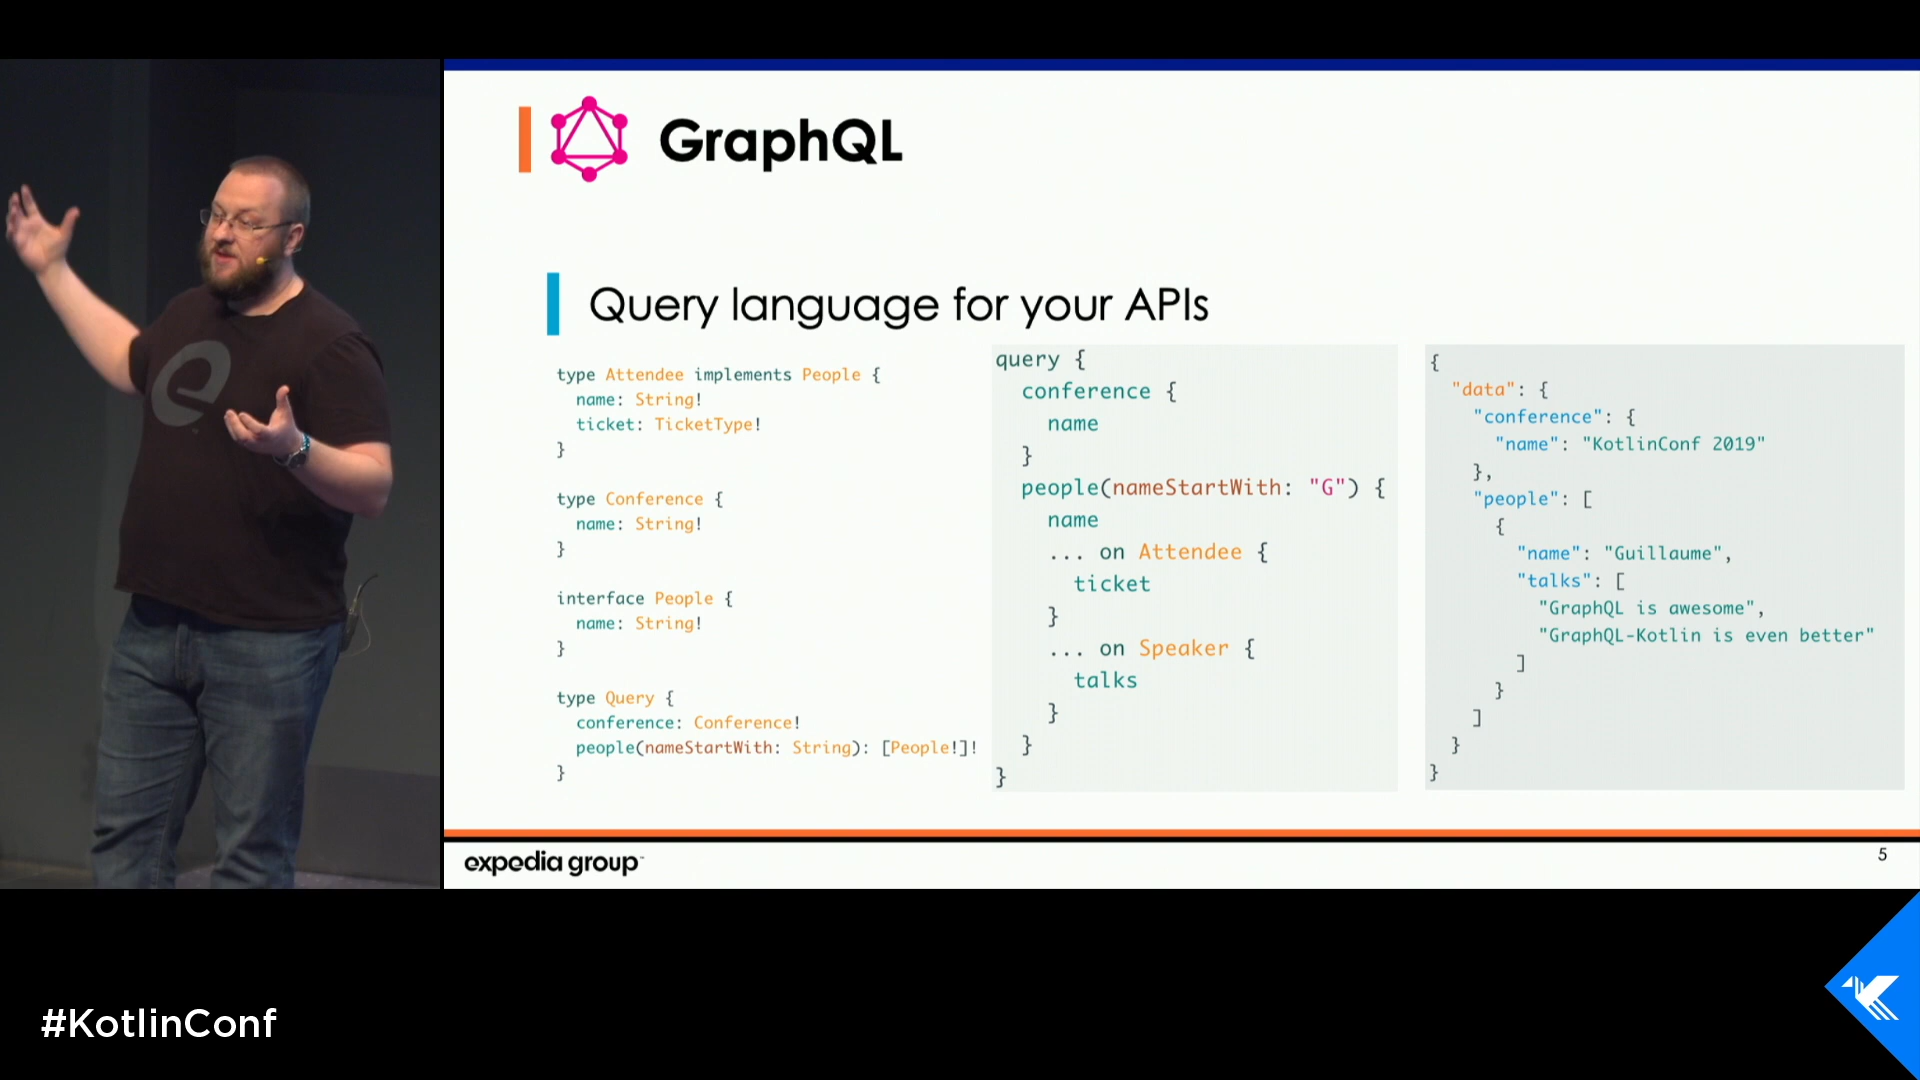 GraphQL
Query language for your APIs
type Attendee implements People {
name: String!
ticket: TicketType!
}
type Conference {
name: String!
}
interface People {
name: String!
}
type Query {
conference: Conference!
people(nameStartWith: String): [People!]!
}
query {
conference {
name
}
people(nameStartWith: "G") {
name
... on Attendee {
ticket
}
... on Speaker {
talks
}
}
}
{
"data": {
"conference": {
"name": "KotlinConf 2019"
},
"people": [
{
"name": "Guillaume",
"talks": [
"GraphQL is awesome",
"GraphQL-Kotlin is even better"
]
}
]
}
}
expedia group
5
#KotlinConf